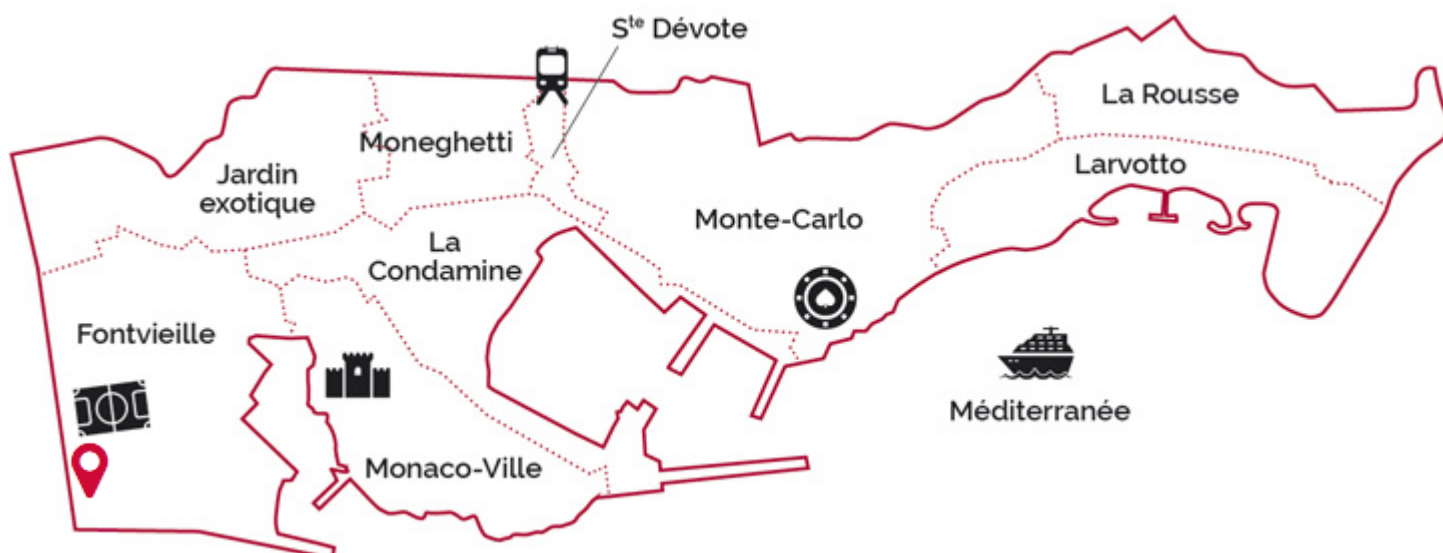 Sᵗᵉ Dévote
La Rousse
Moneghetti
Larvotto
Jardin
exotique
Monte-Carlo
La
Condamine
Fontvieille
Méditerranée
Monaco-Ville